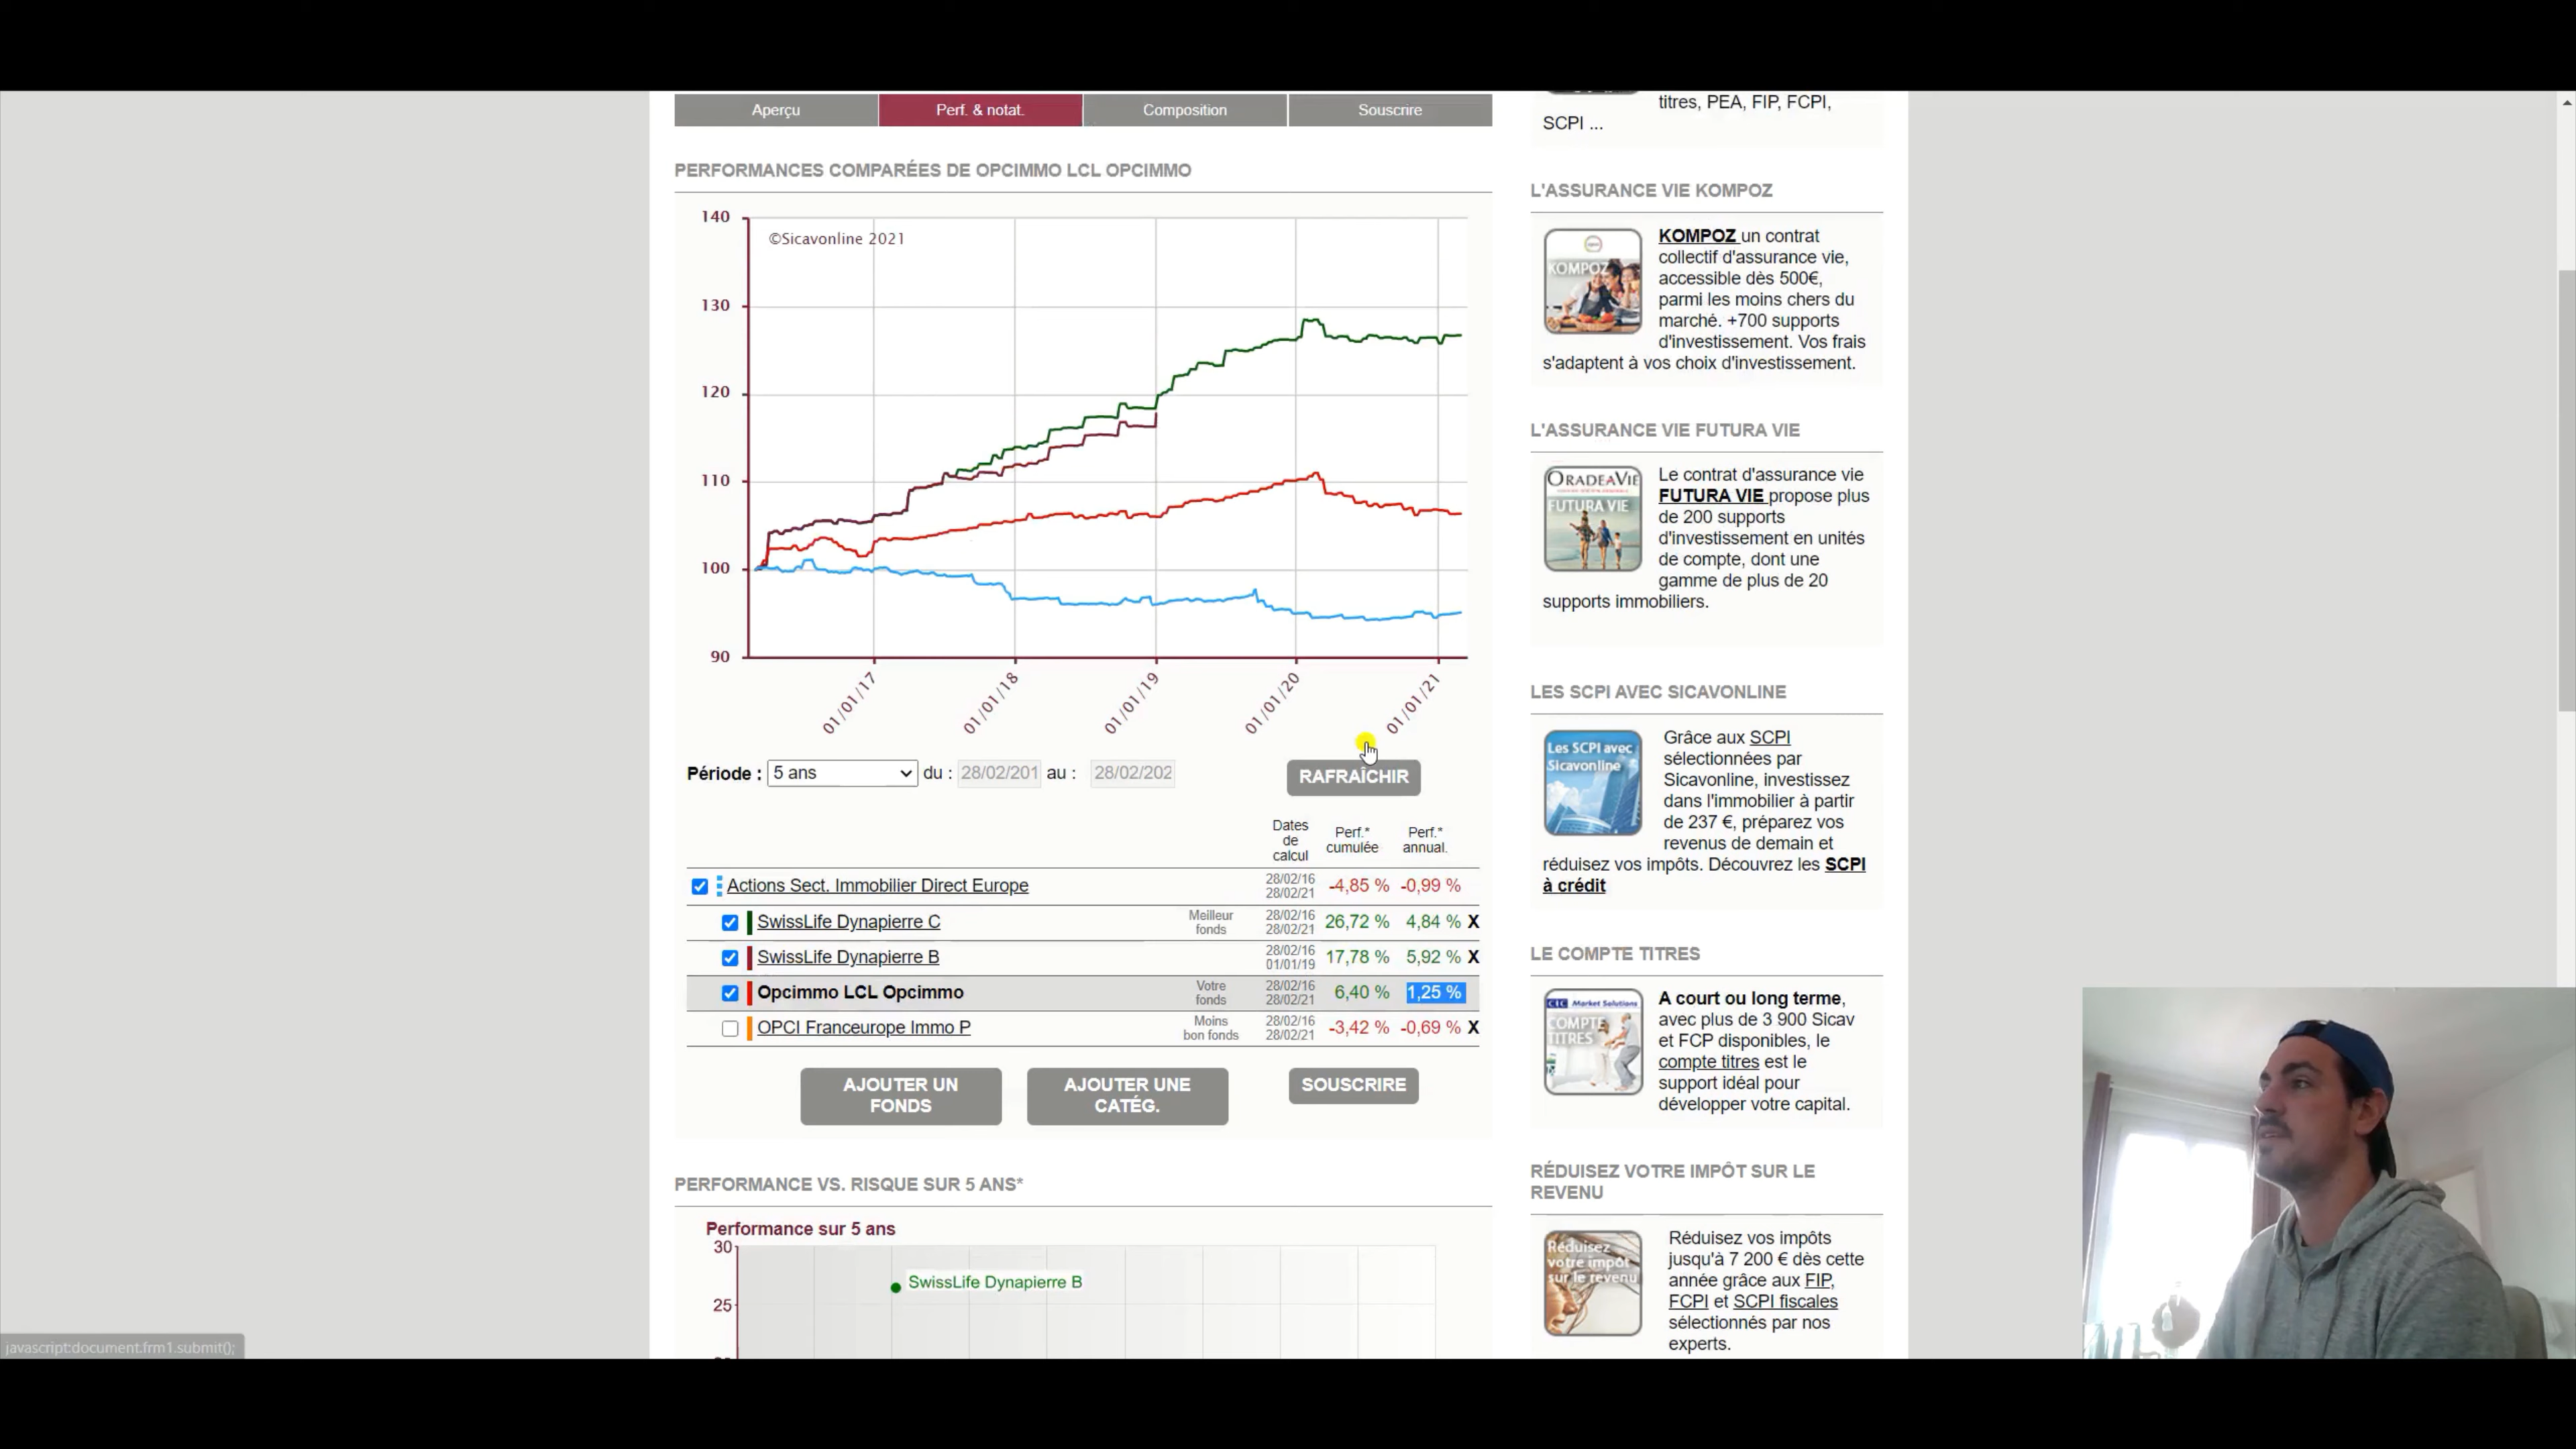 Aperçu
Perf. & notat.
Composition
Souscrire
PERFORMANCES COMPARÉES DE OPCIMMO LCL OPCIMMO
©Sicavonline 2021
140
130
120
110
100
90
01/01/17
01/01/18
01/01/19
01/01/20
01/01/21
Période :
5 ans
du :
28/02/201
au :
28/02/202
RAFRAÎCHIR
Dates
de
calcul
Perf.*
cumulée
Perf.*
annual.
Actions Sect. Immobilier Direct Europe
28/02/16
28/02/21
-4,85 %
-0,99 %
SwissLife Dynapierre C
Meilleur
fonds
28/02/16
28/02/21
26,72 %
4,84 %
X
SwissLife Dynapierre B
28/02/16
01/01/19
17,78 %
5,92 %
X
Opcimmo LCL Opcimmo
Votre
fonds
28/02/16
28/02/21
6,40 %
1,25 %
OPCI Franceurope Immo P
Moins
bon fonds
28/02/16
28/02/21
-3,42 %
-0,69 %
X
AJOUTER UN
FONDS
AJOUTER UNE
CATÉG.
SOUSCRIRE
PERFORMANCE VS. RISQUE SUR 5 ANS*
Performance sur 5 ans
30
SwissLife Dynapierre B
25
titres, PEA, FIP, FCPI,
SCPI ...
L'ASSURANCE VIE KOMPOZ
KOMPOZ
KOMPOZ un contrat
collectif d'assurance vie,
accessible dès 500€,
parmi les moins chers du
marché. +700 supports
d'investissement. Vos frais
s'adaptent à vos choix d'investissement.
L'ASSURANCE VIE FUTURA VIE
ORADEAVIE
FUTURA VIE
Le contrat d'assurance vie
FUTURA VIE propose plus
de 200 supports
d'investissement en unités
de compte, dont une
gamme de plus de 20
supports immobiliers.
LES SCPI AVEC SICAVONLINE
Les SCPI avec
Sicavonline
Grâce aux SCPI
sélectionnées par
Sicavonline, investissez
dans l'immobilier à partir
de 237 €, préparez vos
revenus de demain et
réduisez vos impôts. Découvrez les SCPI
à crédit
LE COMPTE TITRES
CIC Market Solutions
COMPTE
TITRES
A court ou long terme,
avec plus de 3 900 Sicav
et FCP disponibles, le
compte titres est le
support idéal pour
développer votre capital.
RÉDUISEZ VOTRE IMPÔT SUR LE
REVENU
Réduisez
votre impôt
sur le revenu
Réduisez vos impôts
jusqu'à 7 200 € dès cette
année grâce aux FIP,
FCPI et SCPI fiscales
sélectionnés par nos
experts.
javascript:document.frm1.submit();